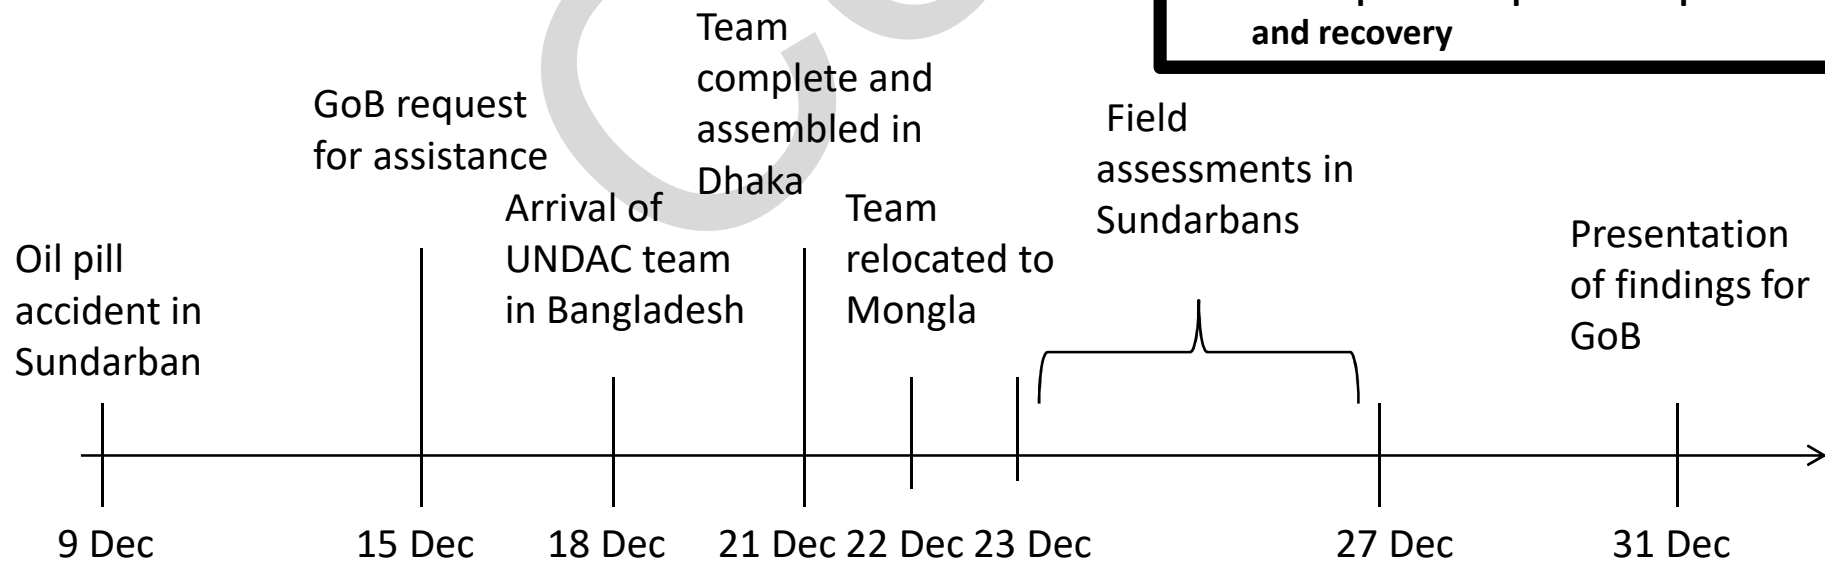 and recovery
Team
complete and
assembled in
Dhaka
GoB request
for assistance
Field
assessments in
Sundarbans
Arrival of
UNDAC team
in Bangladesh
Team
relocated to
Mongla
Presentation
of findings for
GoB
Oil pill
accident in
Sundarban
9 Dec
15 Dec
18 Dec
21 Dec
22 Dec
23 Dec
27 Dec
31 Dec